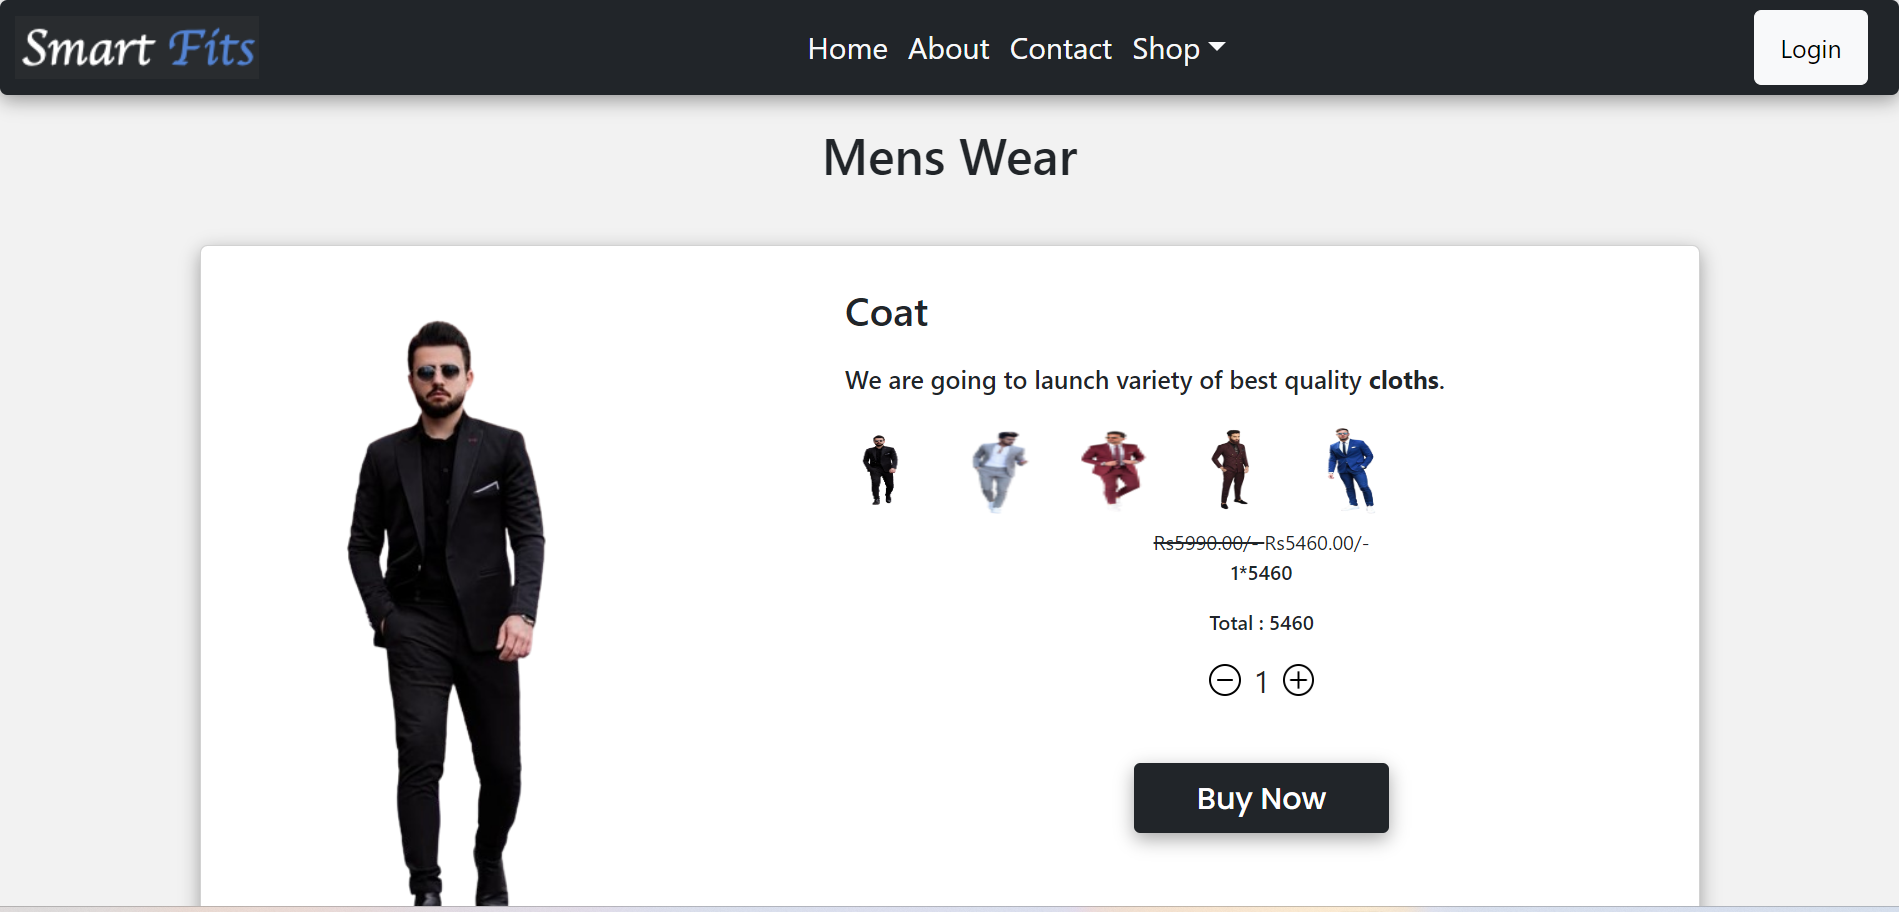 Smart Fits
Home About Contact Shop
Login
Mens Wear
Coat
We are going to launch variety of best quality cloths.
Rs5990.00/- Rs5460.00/-
1*5460
Total : 5460
1
Buy Now